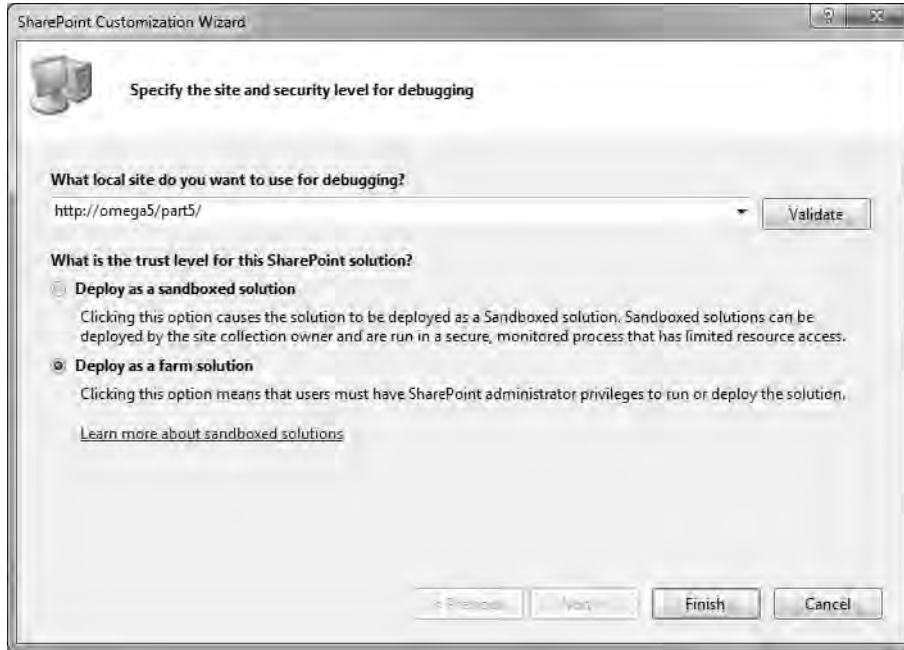 SharePoint Customization Wizard
?
Specify the site and security level for debugging
What local site do you want to use for debugging?
http://omega5/part5/
Validate
What is the trust level for this SharePoint solution?
Deploy as a sandboxed solution
Clicking this option causes the solution to be deployed as a Sandboxed solution. Sandboxed solutions can be
deployed by the site collection owner and are run in a secure, monitored process that has limited resource access.
Deploy as a farm solution
Clicking this option means that users must have SharePoint administrator privileges to run or deploy the solution.
Learn more about sandboxed solutions
< Previous
Next >
Finish
Cancel